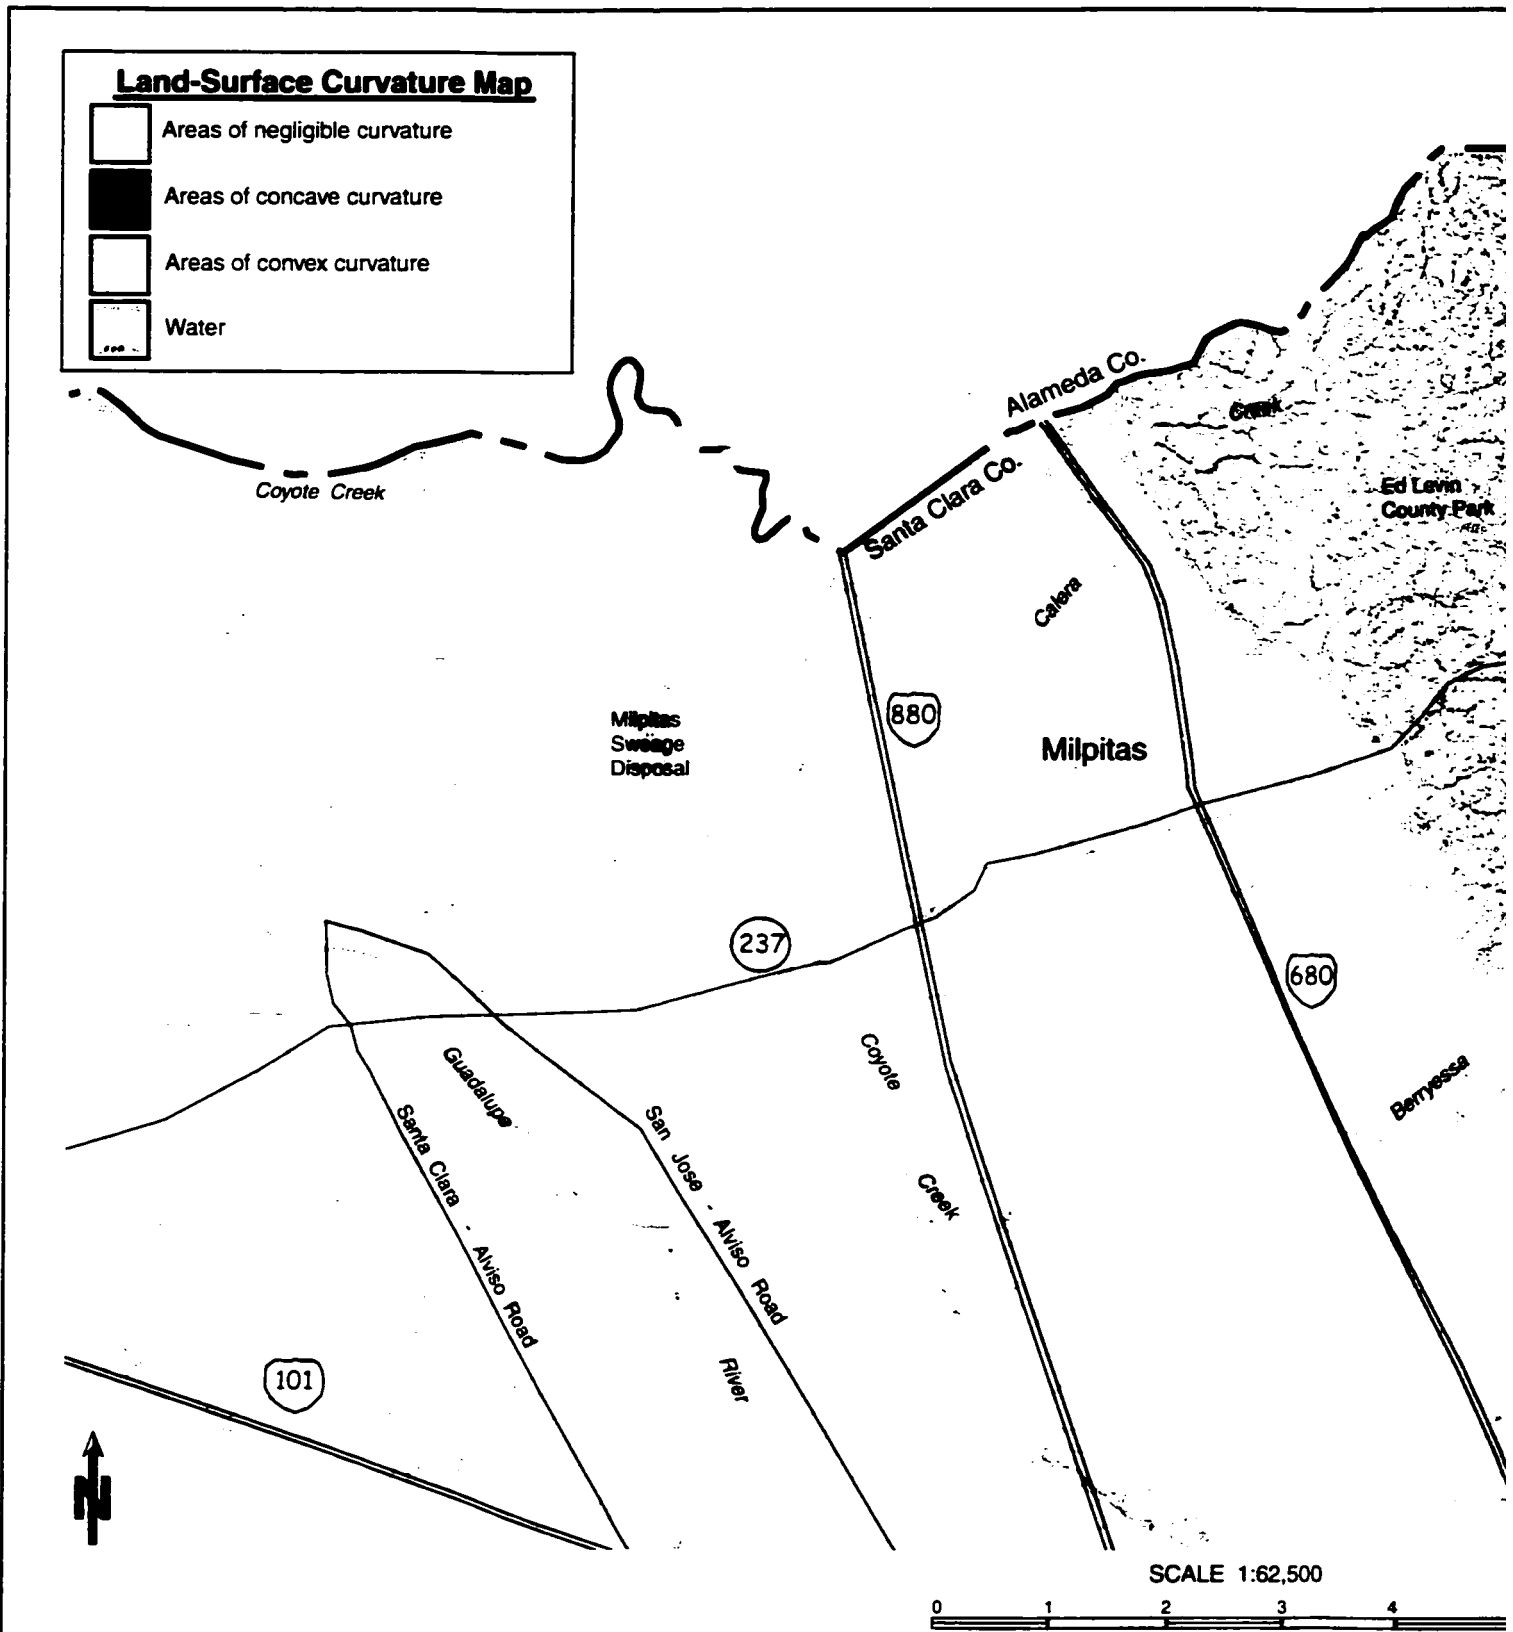 Land-Surface Curvature Map
Areas of negligible curvature
Areas of concave curvature
Areas of convex curvature
Water
Alameda Co.
Santa Clara Co.
Creek
Coyote Creek
Ed Levin
County Park
Calera
880
Milpitas
Sweage
Disposal
Milpitas
237
680
Coyote
Guadalupe
Berryessa
Santa Clara - Alviso Road
San Jose - Alviso Road
Creek
River
101
N
SCALE 1:62,500
0 1 2 3 4